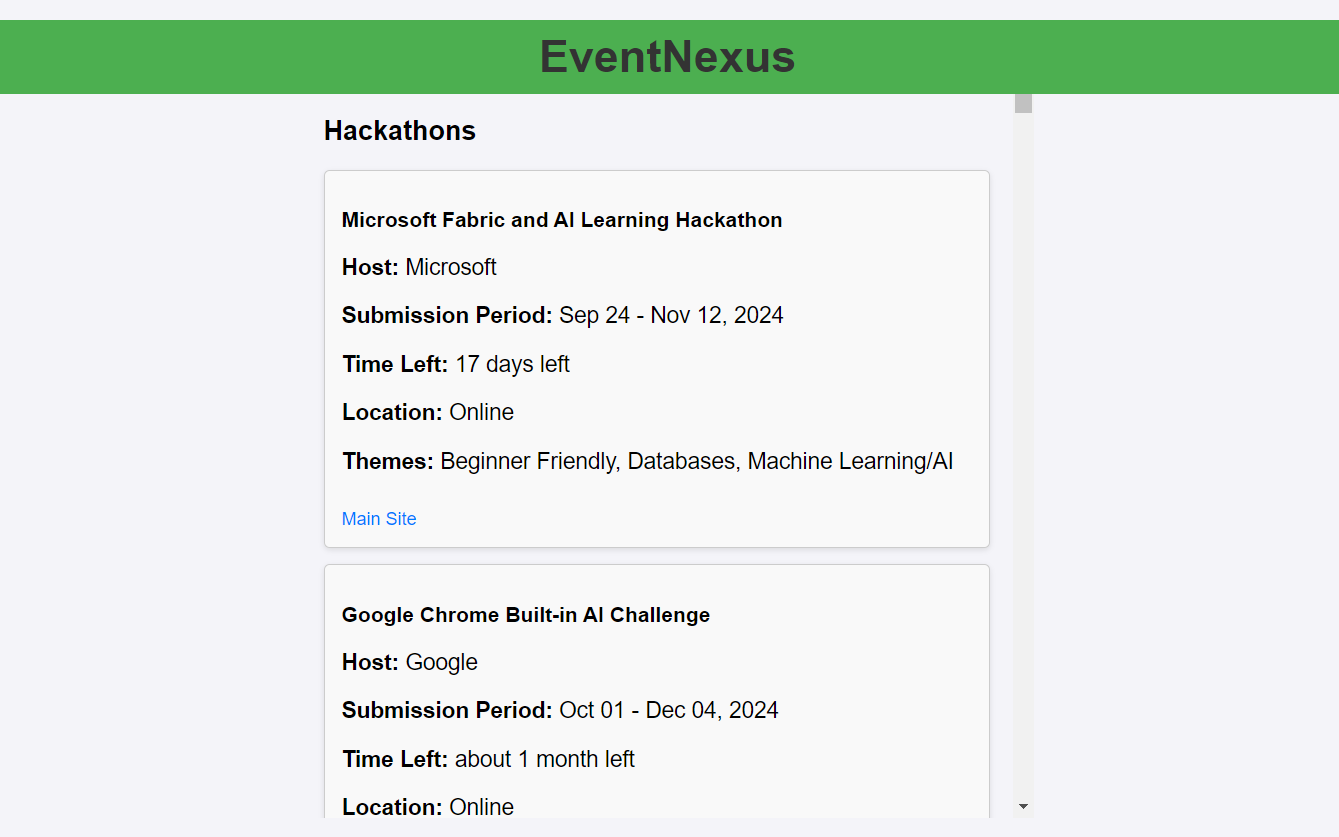 EventNexus
Hackathons
Microsoft Fabric and AI Learning Hackathon
Host: Microsoft
Submission Period: Sep 24 - Nov 12, 2024
Time Left: 17 days left
Location: Online
Themes: Beginner Friendly, Databases, Machine Learning/AI
Main Site
Google Chrome Built-in AI Challenge
Host: Google
Submission Period: Oct 01 - Dec 04, 2024
Time Left: about 1 month left
Location: Online